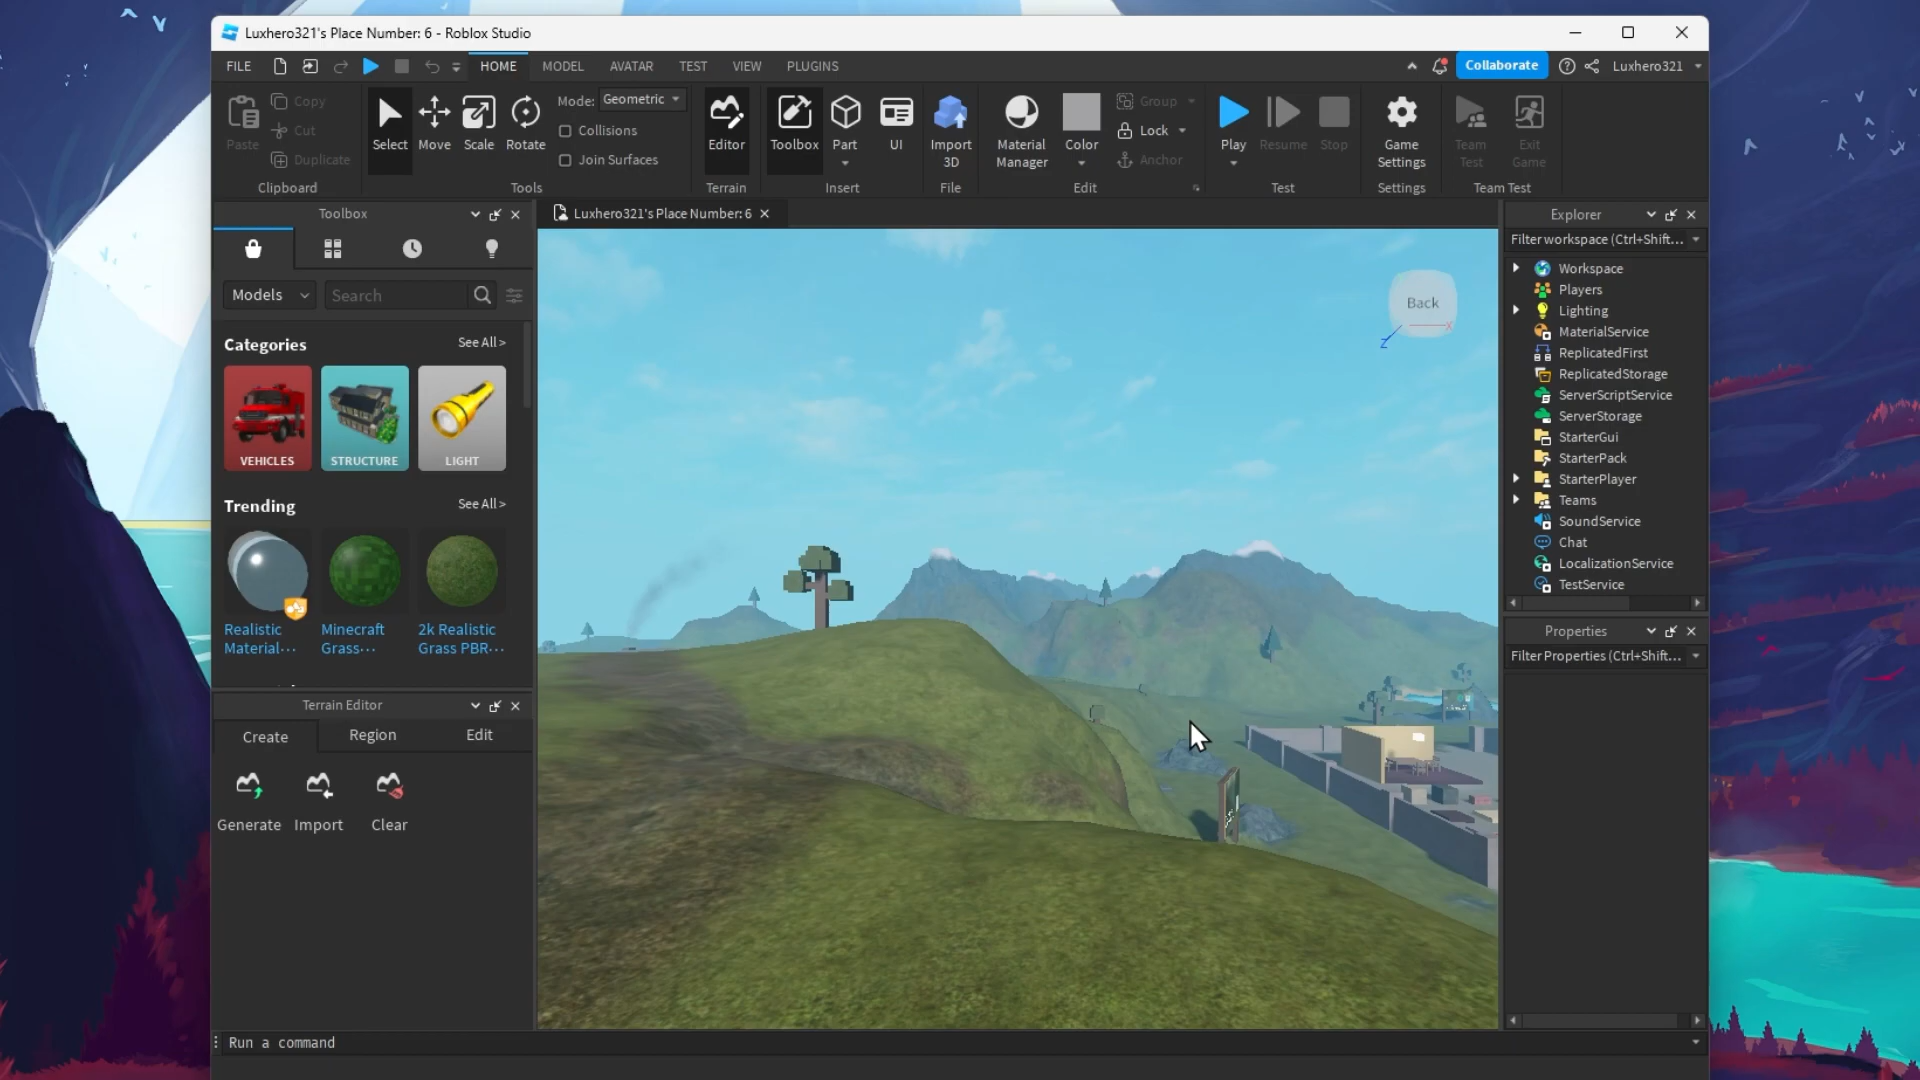 Luxhero321's Place Number: 6 - Roblox Studio
FILE HOME MODEL AVATAR TEST VIEW PLUGINS Collaborate Luxhero321
Paste
Copy
Cut
Duplicate
Clipboard
Select Move Scale Rotate
Mode: Geometric
Collisions
Join Surfaces
Tools
Editor
Terrain
Toolbox Part UI
Insert
Import
3D
File
Material
Manager
Color
Group
Lock
Anchor
Edit
Play Resume Stop
Test
Game
Settings
Settings
Team
Test
Exit
Game
Team Test
Toolbox
Models
Search
Categories See All >
VEHICLES STRUCTURE LIGHT
Trending See All >
Realistic
Material...
Minecraft
Grass...
2k Realistic
Grass PBR...
Terrain Editor
Create Region Edit
Generate Import Clear
Luxhero321's Place Number: 6
Back
X
Z
Explorer
Filter workspace (Ctrl+Shift...
Workspace
Players
Lighting
MaterialService
ReplicatedFirst
ReplicatedStorage
ServerScriptService
ServerStorage
StarterGui
StarterPack
StarterPlayer
Teams
SoundService
Chat
LocalizationService
TestService
Properties
Filter Properties (Ctrl+Shift...
Run a command